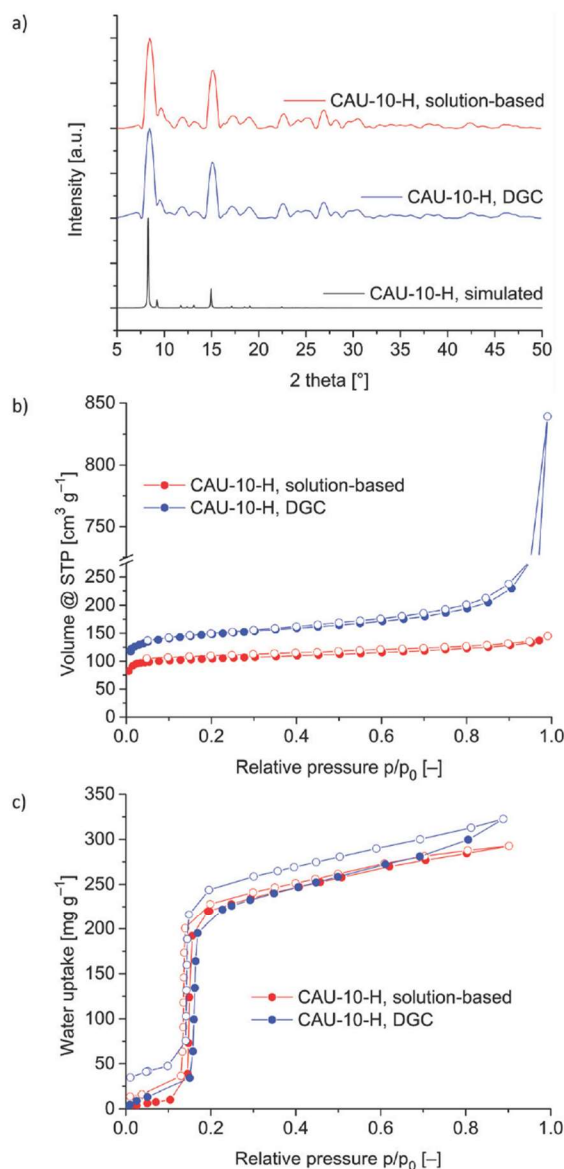 a)
Intensity [a.u.]
CAU-10-H, solution-based
CAU-10-H, DGC
CAU-10-H, simulated
5 10 15 20 25 30 35 40 45 50
2 theta [°]
b)
Volume @ STP [cm³ g⁻¹]
850
750
250
200
150
100
50
0
CAU-10-H, solution-based
CAU-10-H, DGC
0.0 0.2 0.4 0.6 0.8 1.0
Relative pressure p/p₀ [–]
c)
Water uptake [mg g⁻¹]
350
300
250
200
150
100
50
0
CAU-10-H, solution-based
CAU-10-H, DGC
0.0 0.2 0.4 0.6 0.8 1.0
Relative pressure p/p₀ [–]